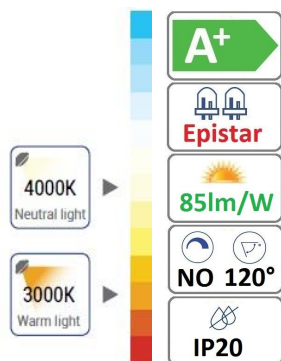 A+
Epistar
4000K
Neutral light
85lm/W
NO 120°
3000K
Warm light
IP20